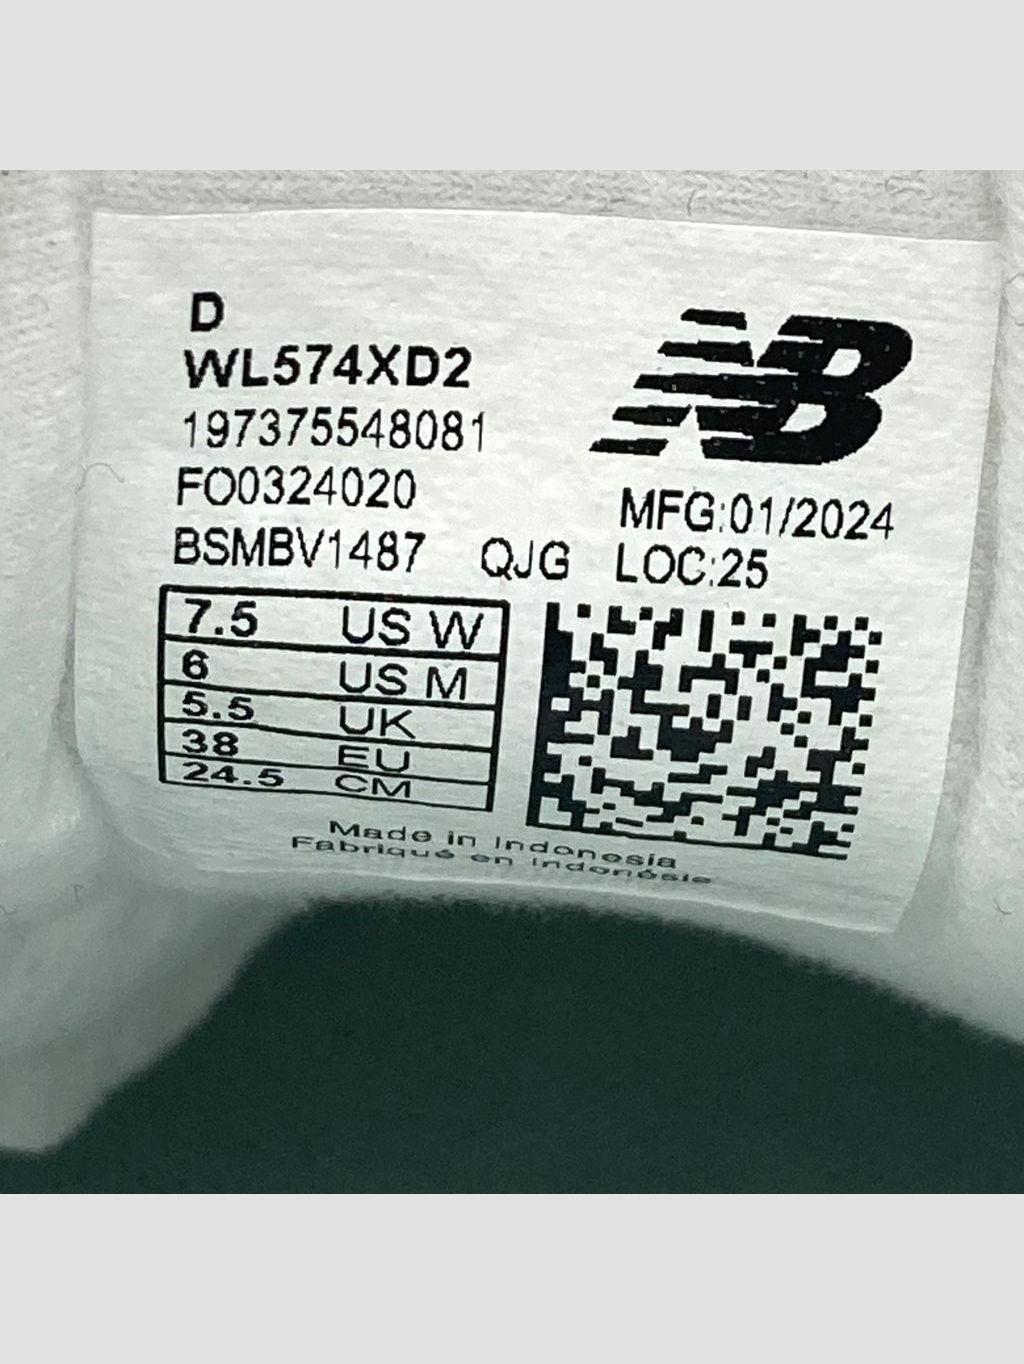 D
WL574XD2
197375548081
FO0324020
BSMBV1487 QJG
NB
MFG:01/2024
LOC:25
7.5 US W
6 US M
5.5 UK
38 EU
24.5 CM
Made in Indonesia
Fabriqué en Indonésie